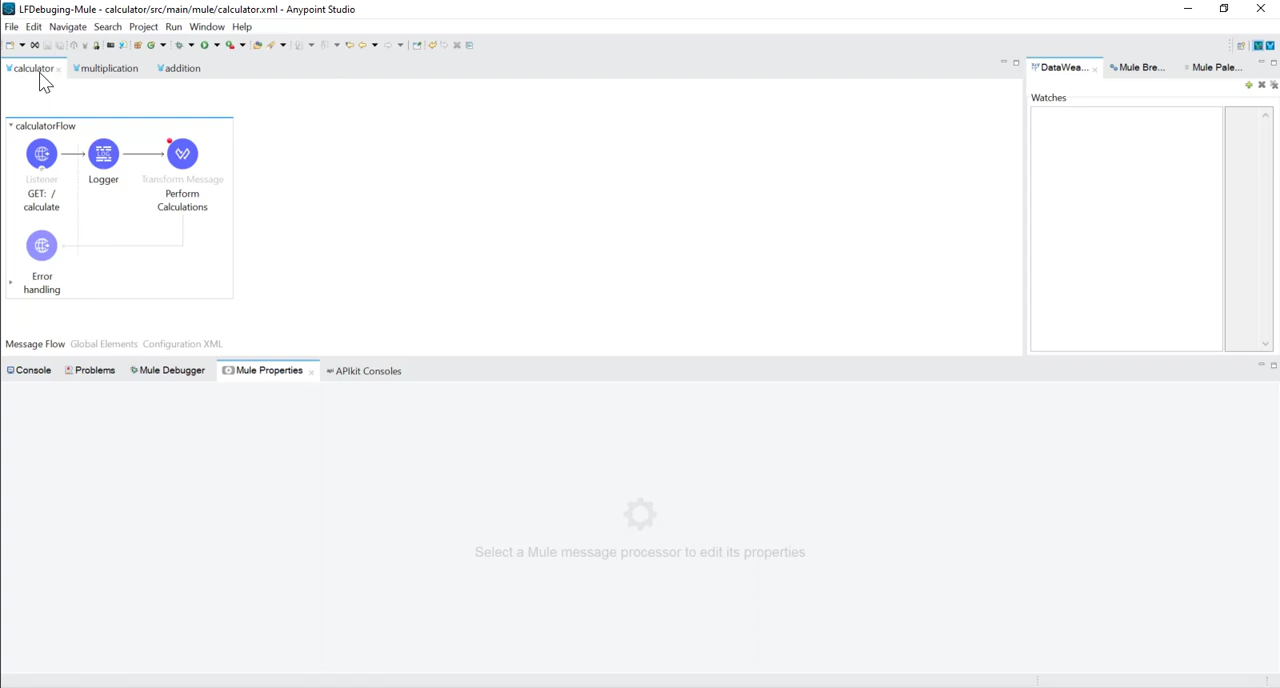 LFDebuging-Mule - calculator/src/main/mule/calculator.xml - Anypoint Studio
File Edit Navigate Search Project Run Window Help
calculator multiplication addition
DataWea... Mule Bre... Mule Pale...
Watches
calculatorFlow
LOG
Listener Logger Transform Message
GET: / Perform
calculate Calculations
Error
handling
Message Flow Global Elements Configuration XML
Console Problems Mule Debugger Mule Properties APIkit Consoles
Select a Mule message processor to edit its properties